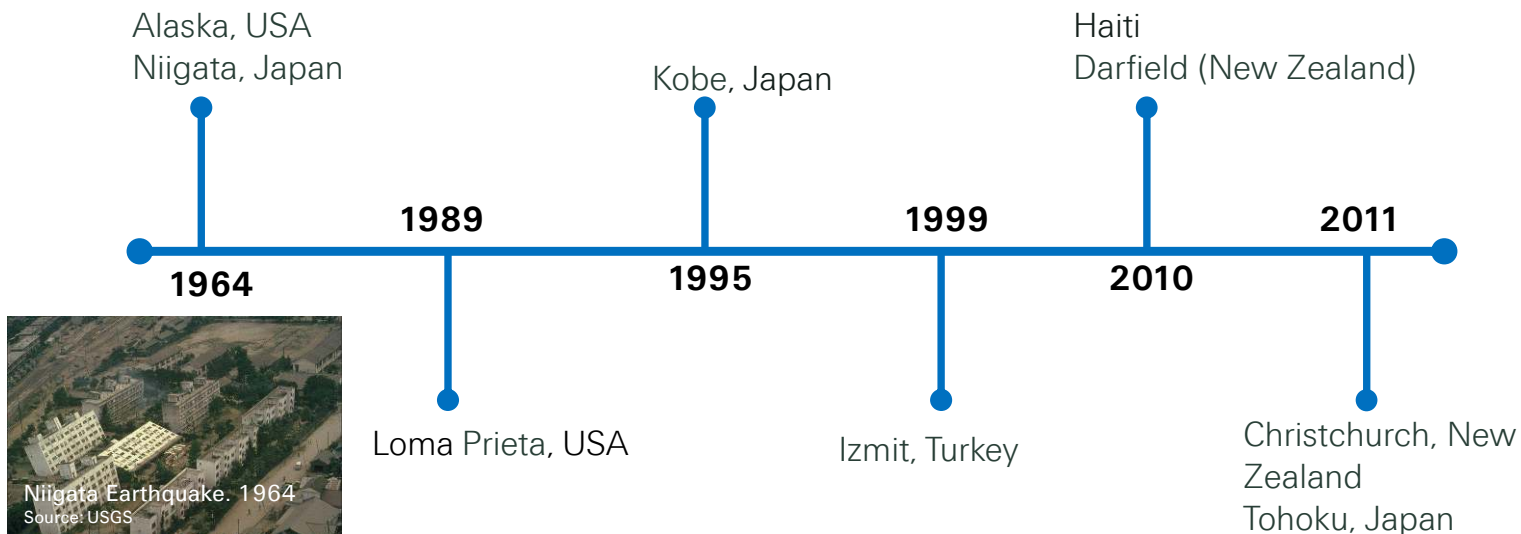 Alaska, USA
Niigata, Japan
Kobe, Japan
Haiti
Darfield (New Zealand)
1989
1999
2011
1964
1995
2010
Niigata Earthquake. 1964
Source: USGS
Loma Prieta, USA
Izmit, Turkey
Christchurch, New
Zealand
Tohoku, Japan